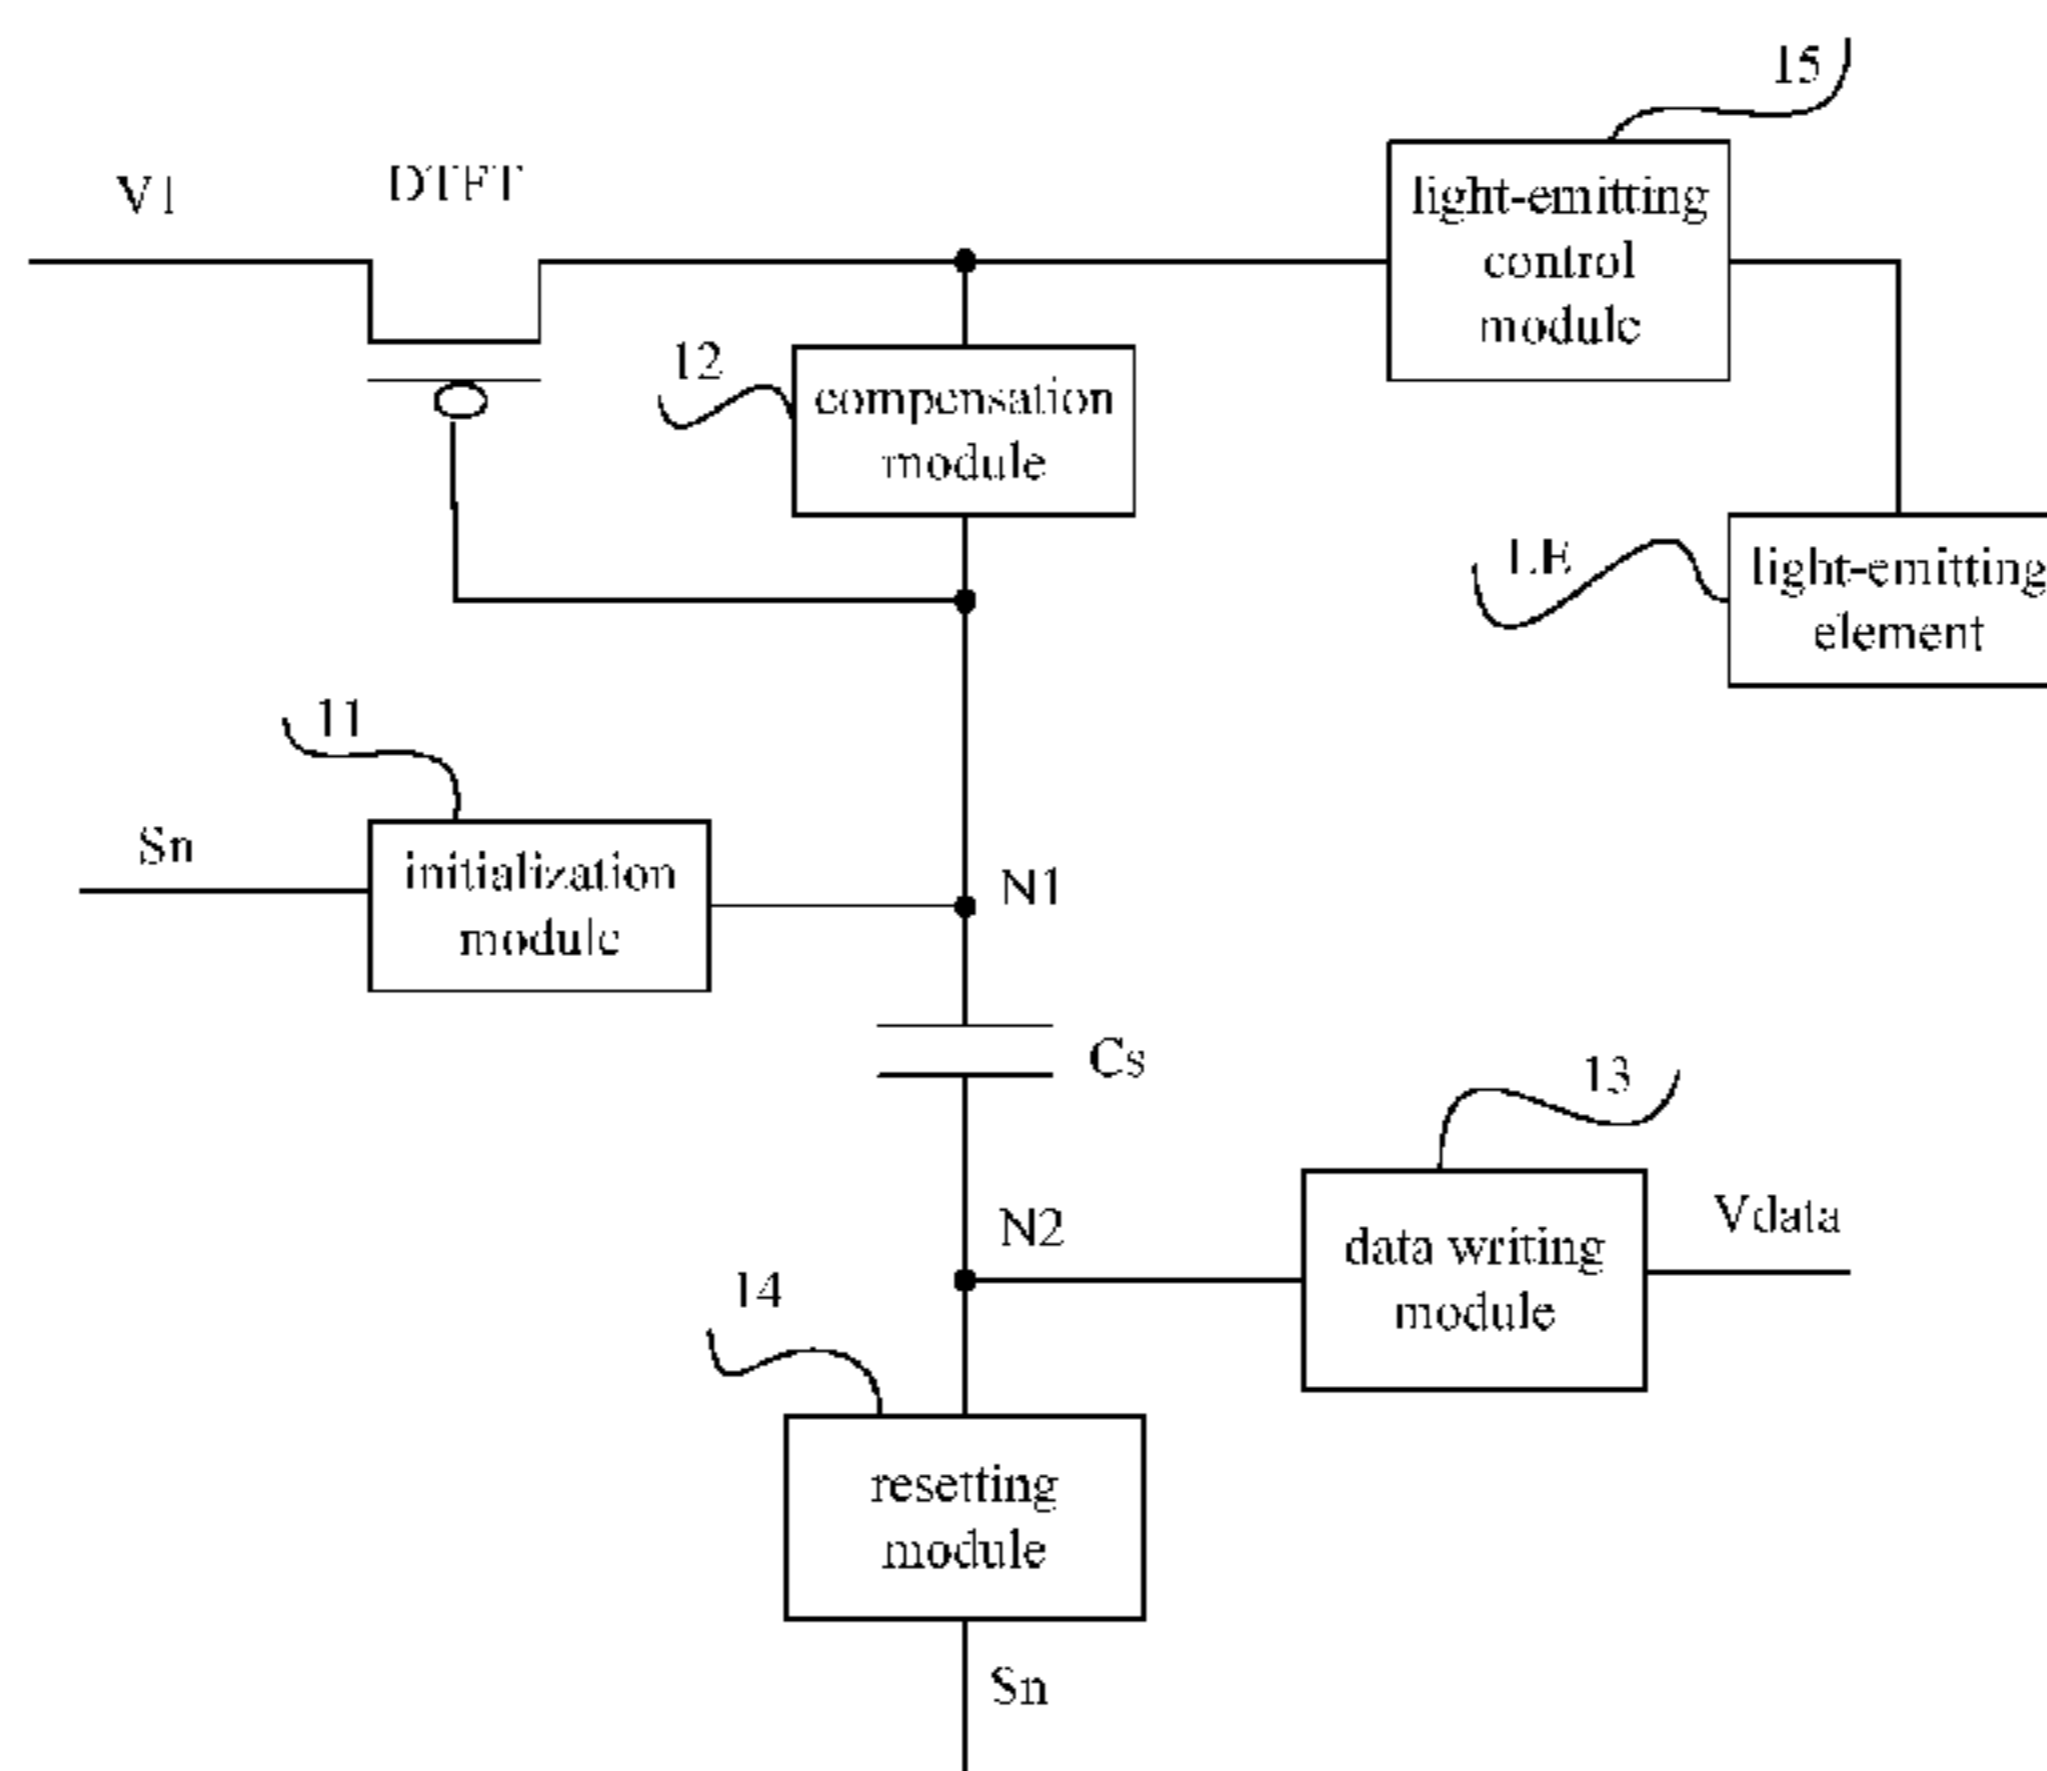 15
V1
DTFT
light-emitting
control
module
12
compensation
module
LE
light-emitting
element
11
Sn
initialization
module
N1
Cs
13
N2
Vdata
data writing
module
14
resetting
module
Sn